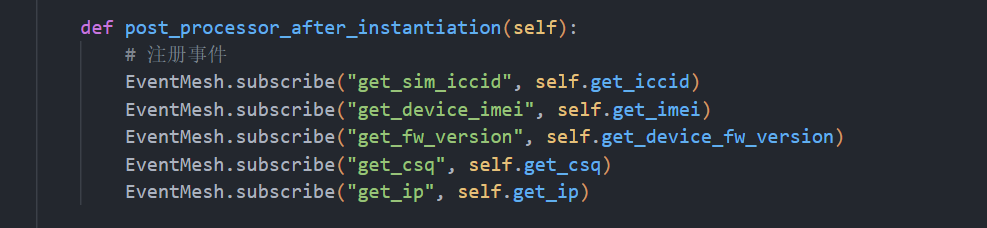 def post_processor_after_instantiation(self):
# 注册事件
EventMesh.subscribe("get_sim_iccid", self.get_iccid)
EventMesh.subscribe("get_device_imei", self.get_imei)
EventMesh.subscribe("get_fw_version", self.get_device_fw_version)
EventMesh.subscribe("get_csq", self.get_csq)
EventMesh.subscribe("get_ip", self.get_ip)